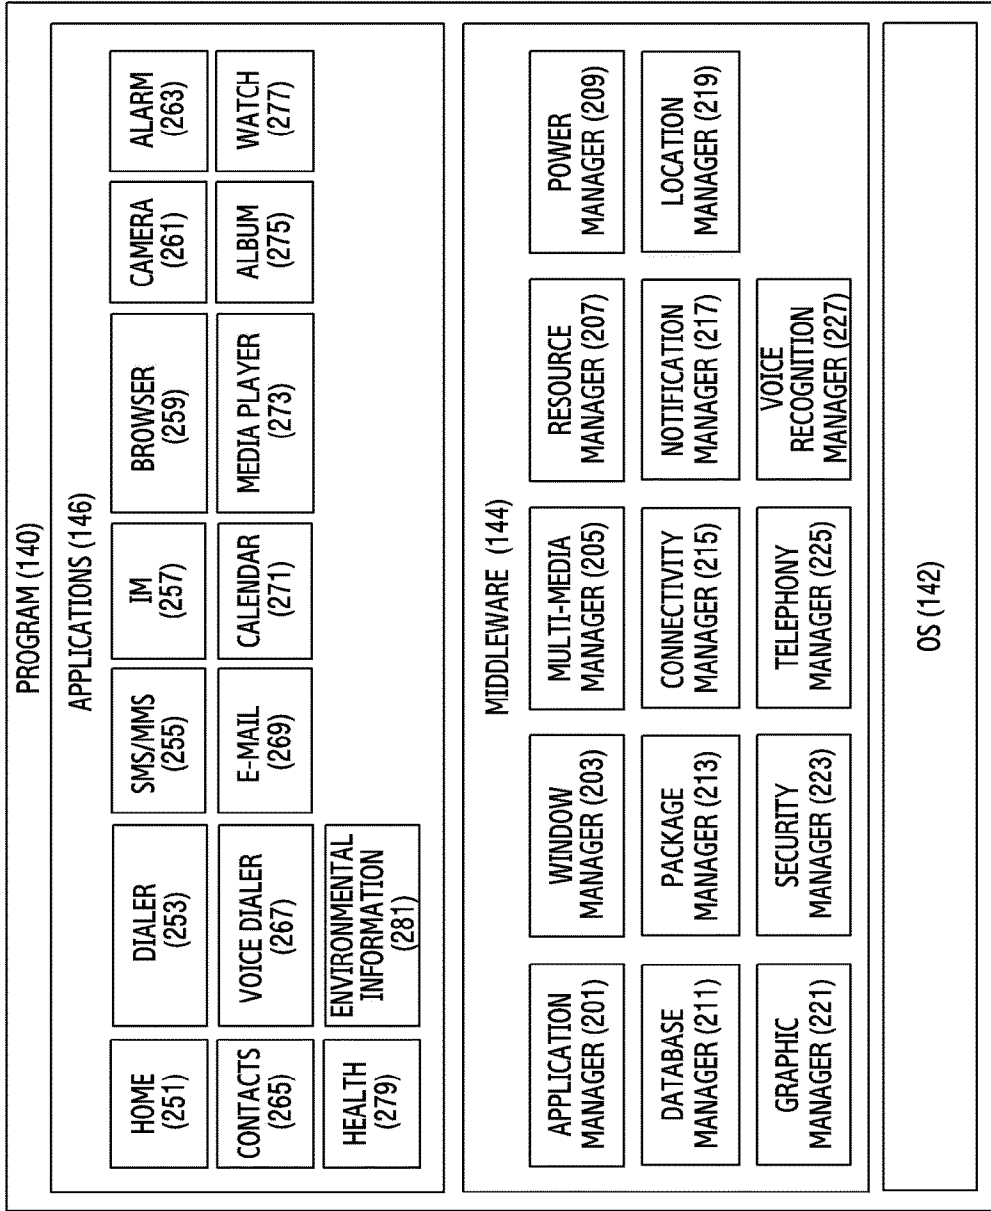 PROGRAM (140)
APPLICATIONS (146)
HOME
(251)
DIALER
(253)
SMS/MMS
(255)
IM
(257)
BROWSER
(259)
CAMERA
(261)
ALARM
(263)
CONTACTS
(265)
VOICE DIALER
(267)
E-MAIL
(269)
CALENDAR
(271)
MEDIA PLAYER
(273)
ALBUM
(275)
WATCH
(277)
HEALTH
(279)
ENVIRONMENTAL
INFORMATION
(281)
MIDDLEWARE (144)
APPLICATION
MANAGER (201)
WINDOW
MANAGER (203)
MULTI-MEDIA
MANAGER (205)
RESOURCE
MANAGER (207)
POWER
MANAGER (209)
DATABASE
MANAGER (211)
PACKAGE
MANAGER (213)
CONNECTIVITY
MANAGER (215)
NOTIFICATION
MANAGER (217)
LOCATION
MANAGER (219)
GRAPHIC
MANAGER (221)
SECURITY
MANAGER (223)
TELEPHONY
MANAGER (225)
VOICE
RECOGNITION
MANAGER (227)
OS (142)